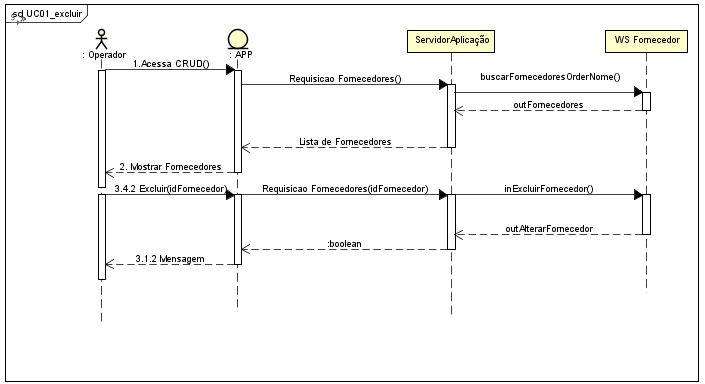 sd UC01_excluir
: Operador
: APP
ServidorAplicação
WS Fornecedor
1.Acessa CRUD()
Requisicao Fornecedores()
buscarFornecedoresOrderNome()
outFornecedores
Lista de Fornecedores
2. Mostrar Fornecedores
3.4.2 Excluir(idFornecedor)
Requisicao Fornecedores(idFornecedor)
inExcluirFornecedor()
outAlterarFornecedor
:boolean
3.1.2 Mensagem